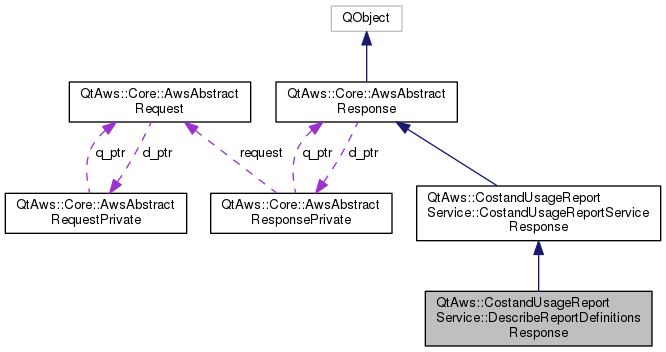 QObject
QtAws::Core::AwsAbstract
Request
QtAws::Core::AwsAbstract
Response
q_ptr
d_ptr
request
q_ptr
d_ptr
QtAws::Core::AwsAbstract
RequestPrivate
QtAws::Core::AwsAbstract
ResponsePrivate
QtAws::CostandUsageReport
Service::CostandUsageReportService
Response
QtAws::CostandUsageReport
Service::DescribeReportDefinitions
Response